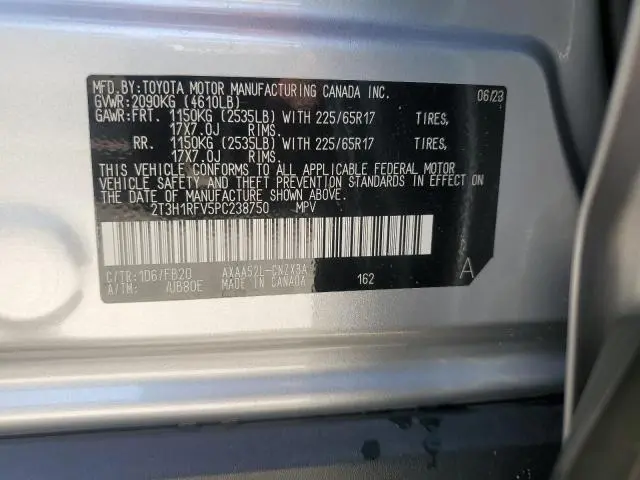 MFD.BY:TOYOTA MOTOR MANUFACTURING CANADA INC. 06/23
GVWR:2090KG (4610LB)
GAWR:FRT. 1150KG (2535LB) WITH 225/65R17 TIRES,
17X7.0J RIMS.
RR. 1150KG (2535LB) WITH 225/65R17 TIRES,
17X7.0J RIMS.
THIS VEHICLE CONFORMS TO ALL APPLICABLE FEDERAL MOTOR
VEHICLE SAFETY AND THEFT PREVENTION STANDARDS IN EFFECT ON
THE DATE OF MANUFACTURE SHOWN ABOVE.
2T3H1RFV5PC238750 MPV
C/TR:1D6/FB20 AXAA52L-CNZXBA 162 A
A/TM: /UB80E MADE IN CANADA